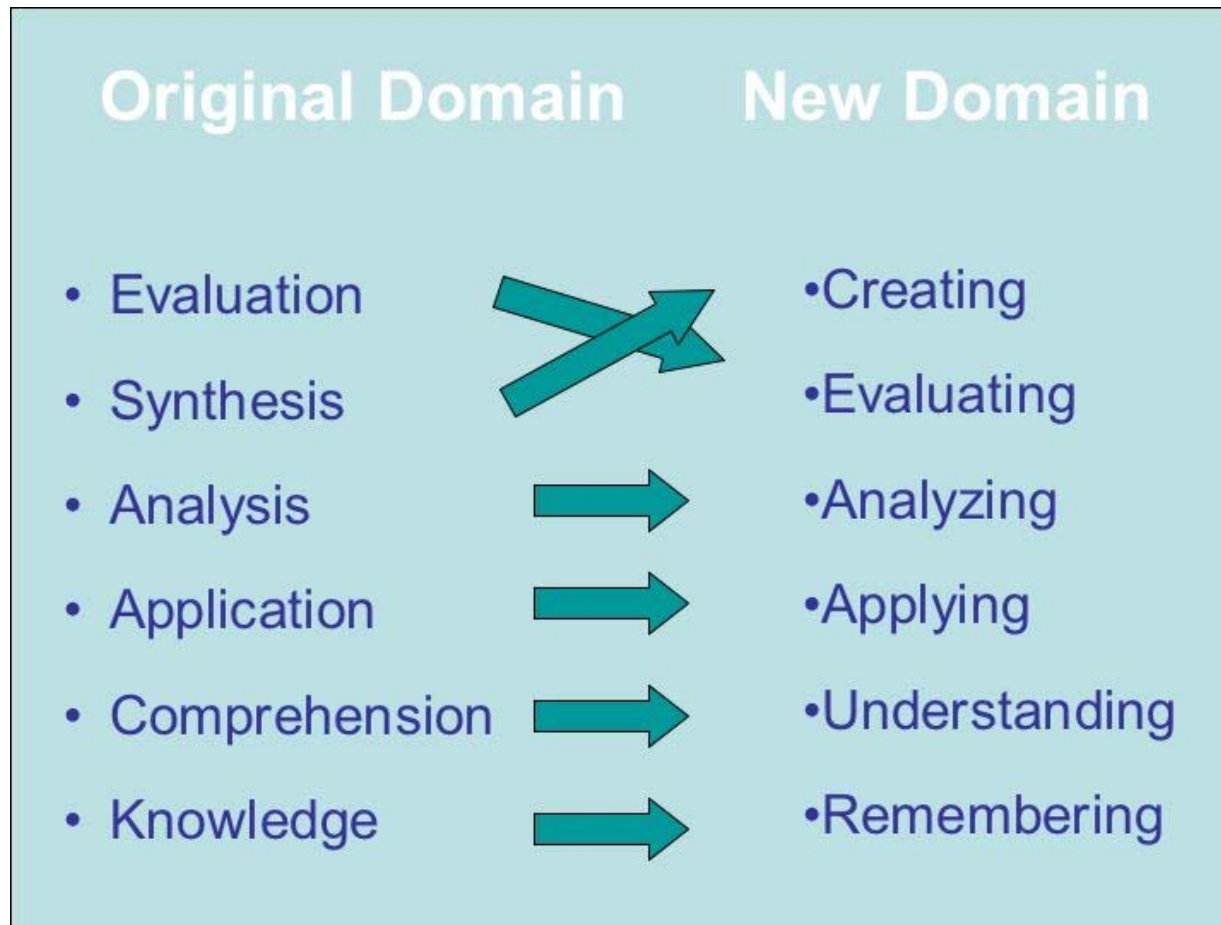 Original Domain New Domain
• Evaluation •Creating
• Synthesis •Evaluating
• Analysis •Analyzing
• Application •Applying
• Comprehension •Understanding
• Knowledge •Remembering